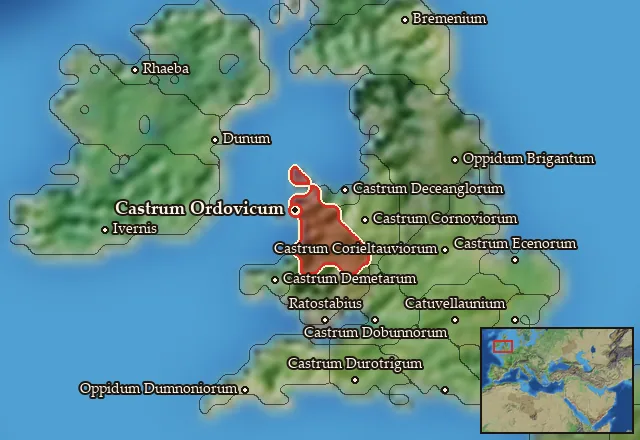 Bremenium
Rhaeba
Dunum
Oppidum Brigantum
Castrum Deceanglorum
Castrum Ordovicum
Castrum Cornoviorum
Ivernis
Castrum Corieltauviorum
Castrum Ecenorum
Castrum Demetarum
Ratostabius
Catuvellaunium
Castrum Dobunnorum
Castrum Durotrigum
Oppidum Dumnoniorum